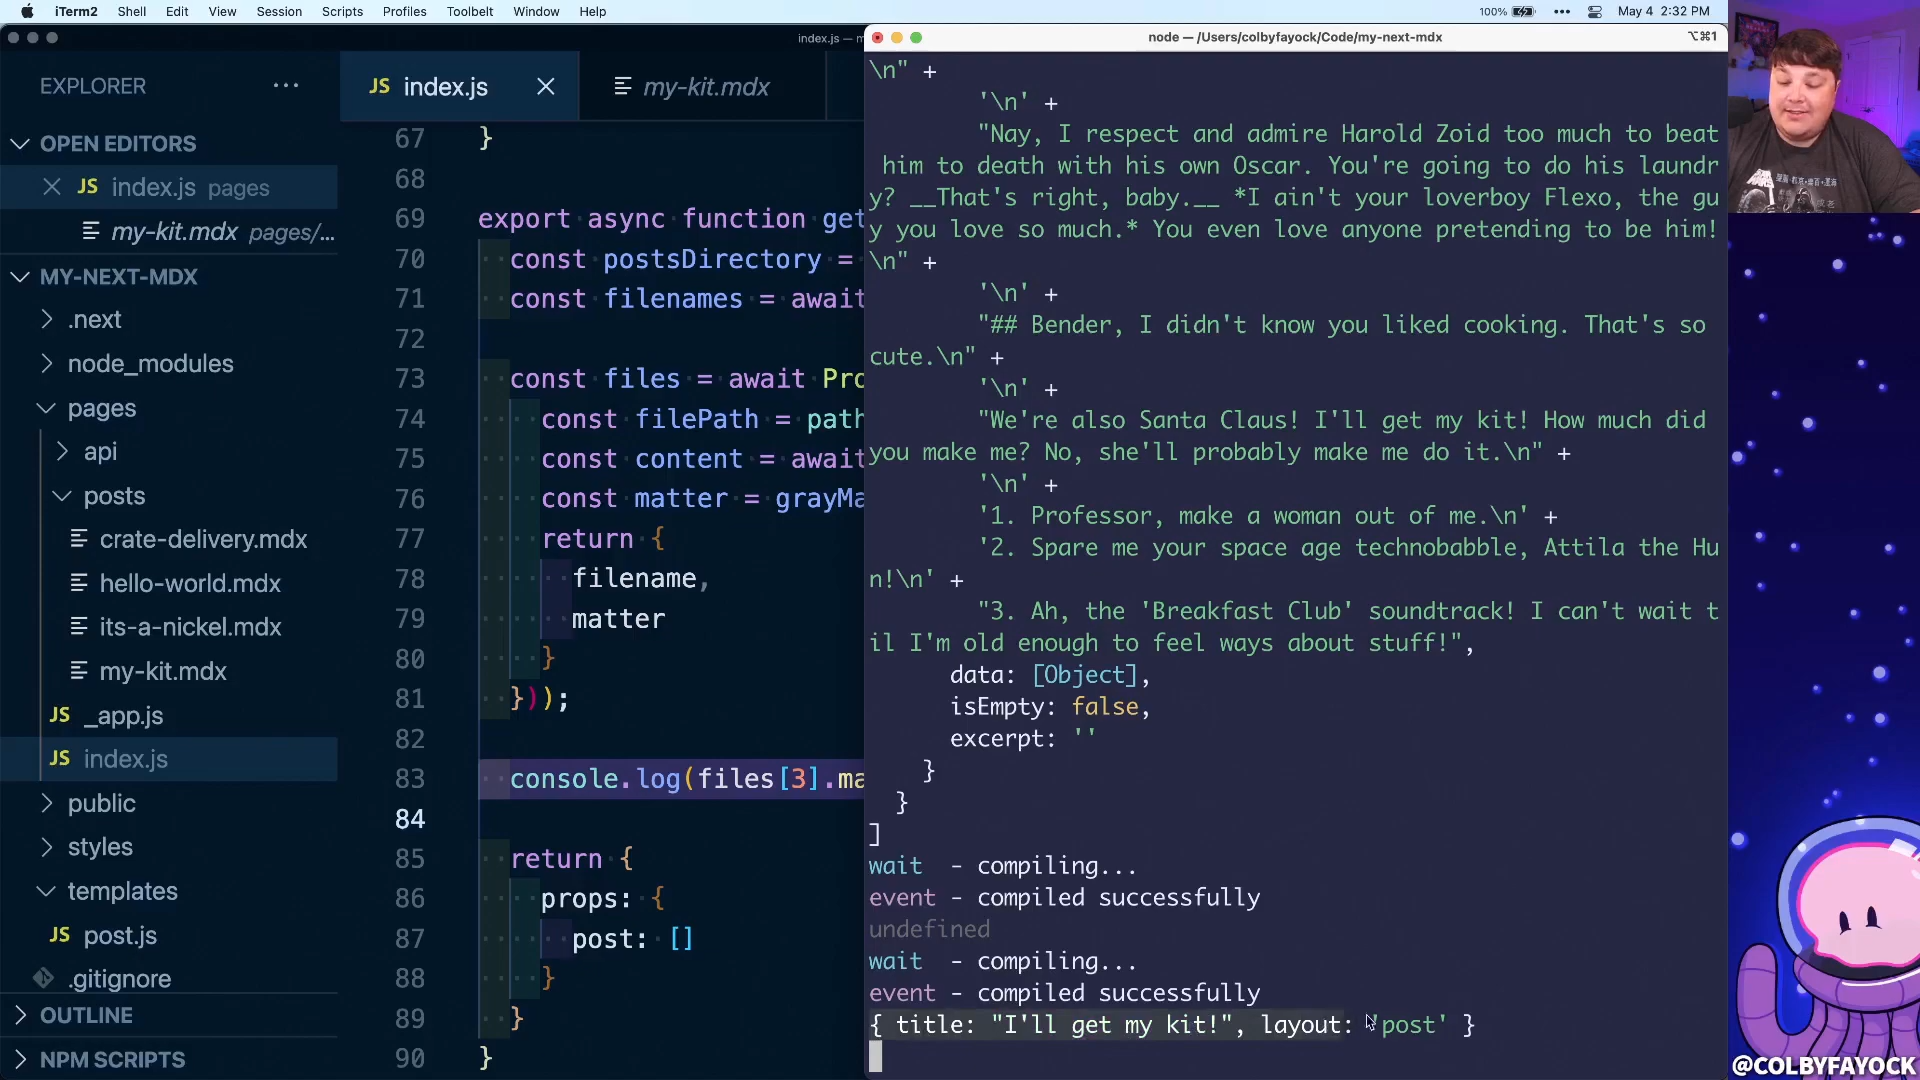 iTerm2 Shell Edit View Session Scripts Profiles Toolbelt Window Help 100% May 4 2:32 PM
index.js — m
node — /Users/colbyfayock/Code/my-next-mdx ⌥⌘1
EXPLORER ...
JS index.js
my-kit.mdx
OPEN EDITORS
JS index.js pages
my-kit.mdx pages/...
MY-NEXT-MDX
.next
node_modules
pages
api
posts
crate-delivery.mdx
hello-world.mdx
its-a-nickel.mdx
my-kit.mdx
JS _app.js
JS index.js
public
styles
templates
JS post.js
.gitignore
OUTLINE
NPM SCRIPTS
67 }
68
69 export async function get
70 const postsDirectory =
71 const filenames = await
72
73 const files = await Pro
74 const filePath = path
75 const content = await
76 const matter = grayMa
77 return {
78 filename,
79 matter
80 }
81 }));
82
83 console.log(files[3].ma
84
85 return {
86 props: {
87 post: []
88 }
89 }
90 }
\n" +
'\n' +
"Nay, I respect and admire Harold Zoid too much to beat
him to death with his own Oscar. You're going to do his laundr
y? __That's right, baby.__ *I ain't your loverboy Flexo, the gu
y you love so much.* You even love anyone pretending to be him!
\n" +
'\n' +
"## Bender, I didn't know you liked cooking. That's so
cute.\n" +
'\n' +
"We're also Santa Claus! I'll get my kit! How much did
you make me? No, she'll probably make me do it.\n" +
'\n' +
'1. Professor, make a woman out of me.\n' +
'2. Spare me your space age technobabble, Attila the Hu
n!\n' +
"3. Ah, the 'Breakfast Club' soundtrack! I can't wait t
il I'm old enough to feel ways about stuff!",
data: [Object],
isEmpty: false,
excerpt: ''
}
}
]
wait - compiling...
event - compiled successfully
undefined
wait - compiling...
event - compiled successfully
{ title: "I'll get my kit!", layout: 'post' }
@COLBYFAYOCK